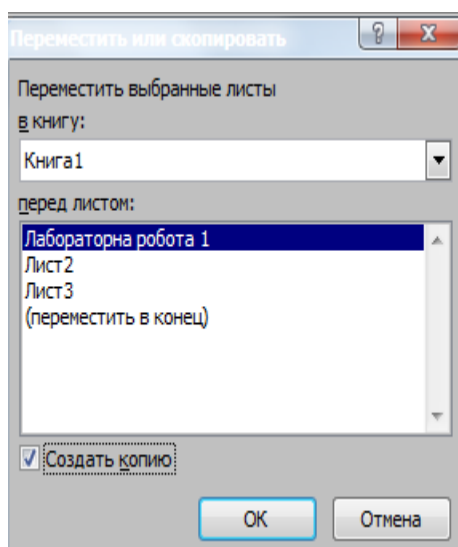 Переместить или скопировать
Переместить выбранные листы
в книгу:
Книга1
перед листом:
Лабораторна робота 1
Лист2
Лист3
(переместить в конец)
Создать копию
ОК
Отмена